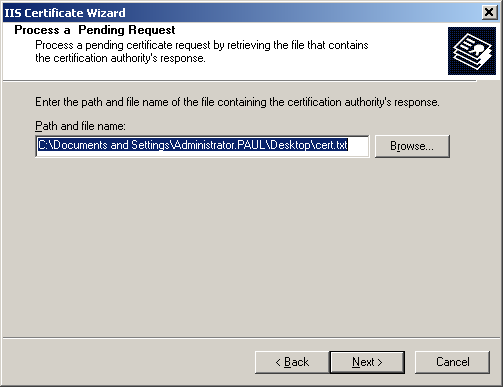 IIS Certificate Wizard
Process a  Pending Request
Process a pending certificate request by retrieving the file that contains
the certification authority's response.
Enter the path and file name of the file containing the certification authority's response.
Path and file name:
C:\Documents and Settings\Administrator.PAUL\Desktop\cert.txt
Browse...
< Back
Next >
Cancel